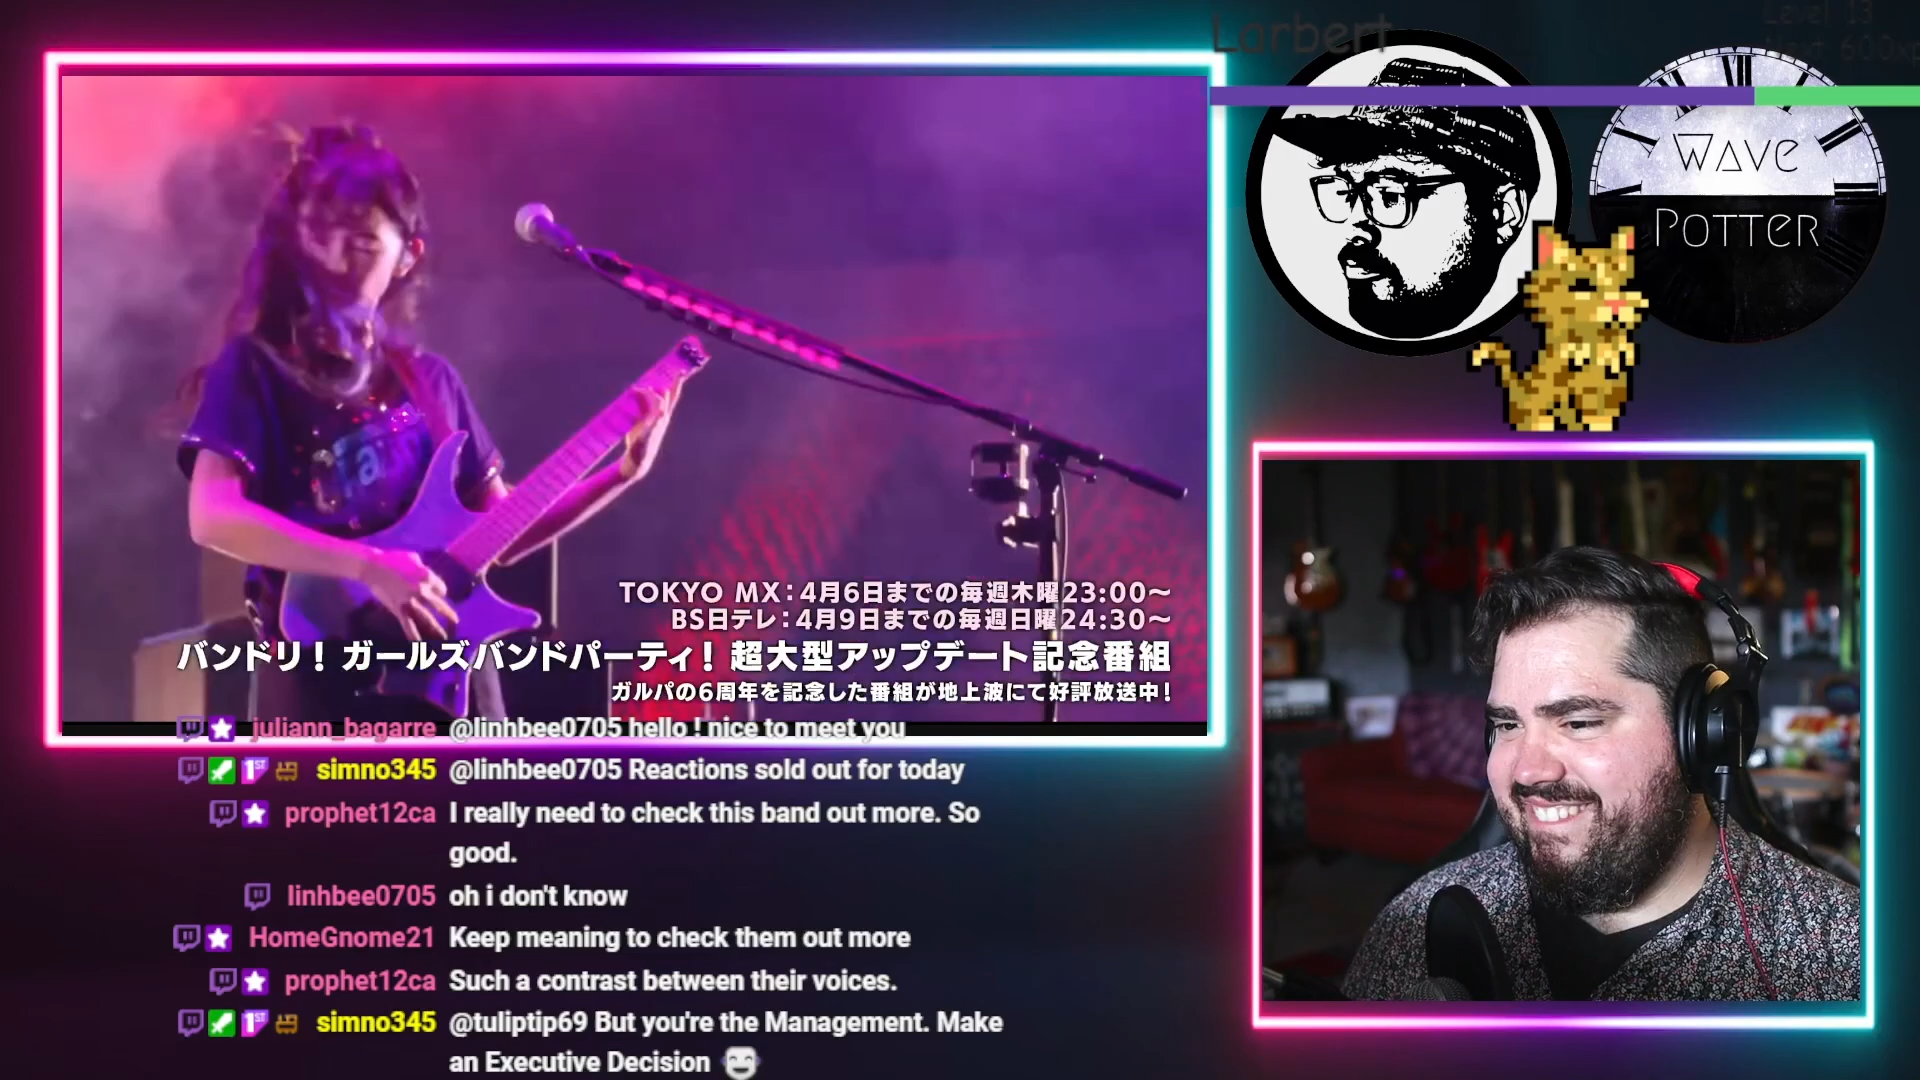 Larbert
Level 13
Next 600xp
WAVE
POTTER
TOKYO MX：4月6日までの毎週木曜23:00～
BS日テレ：4月9日までの毎週日曜24:30～
バンドリ！ ガールズバンドパーティ！ 超大型アップデート記念番組
ガルパの6周年を記念した番組が地上波にて好評放送中！
juliann_bagarre @linhbee0705 hello ! nice to meet you
simno345 @linhbee0705 Reactions sold out for today
prophet12ca I really need to check this band out more. So
good.
linhbee0705 oh i don't know
HomeGnome21 Keep meaning to check them out more
prophet12ca Such a contrast between their voices.
simno345 @tuliptip69 But you're the Management. Make
an Executive Decision